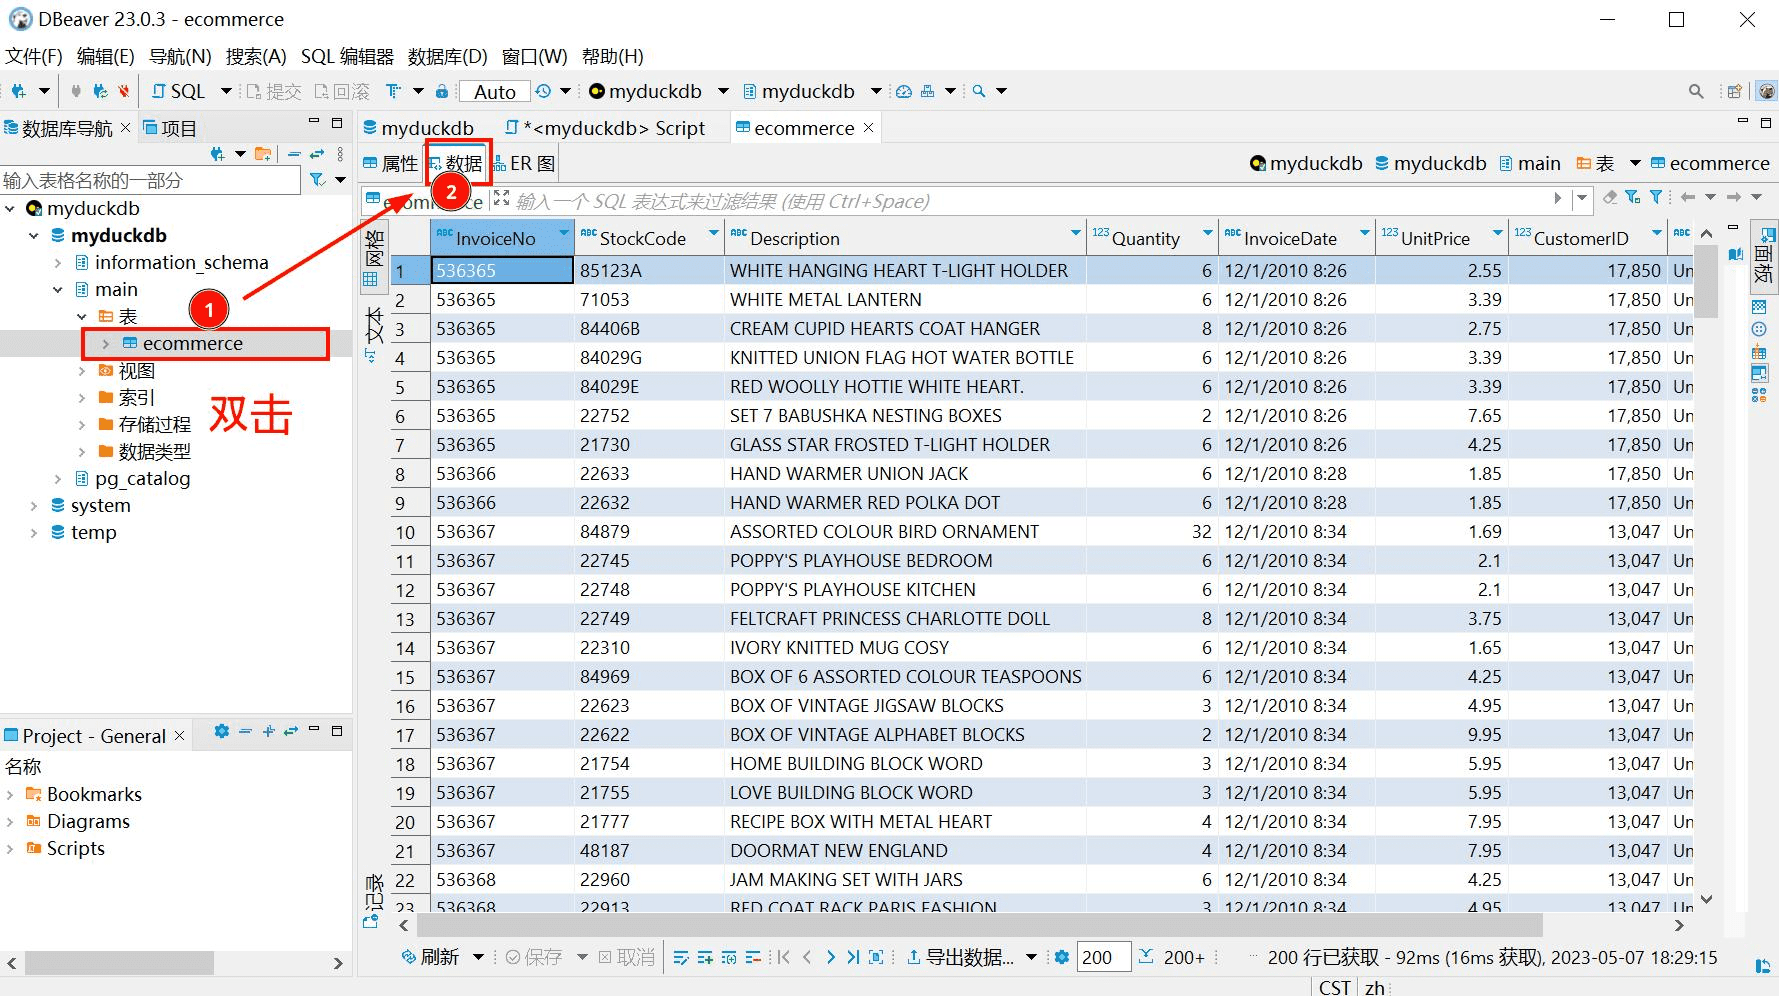 DBeaver 23.0.3 - ecommerce
文件(F) 编辑(E) 导航(N) 搜索(A) SQL 编辑器 数据库(D) 窗口(W) 帮助(H)
SQL 提交 回滚 Auto myduckdb myduckdb
数据库导航 项目
myduckdb *<myduckdb> Script ecommerce
属性 数据 ER 图 myduckdb myduckdb main 表 ecommerce
输入表格名称的一部分
2
ecommerce 输入一个 SQL 表达式来过滤结果 (使用 Ctrl+Space)
myduckdb
myduckdb
information_schema
main
1
表
ecommerce
视图
索引
双击
存储过程
数据类型
pg_catalog
system
temp
网格
文本
记录
面板
ABC InvoiceNo ABC StockCode ABC Description 123 Quantity ABC InvoiceDate 123 UnitPrice 123 CustomerID ABC
1 536365 85123A WHITE HANGING HEART T-LIGHT HOLDER 6 12/1/2010 8:26 2.55 17,850 Un
2 536365 71053 WHITE METAL LANTERN 6 12/1/2010 8:26 3.39 17,850 Un
3 536365 84406B CREAM CUPID HEARTS COAT HANGER 8 12/1/2010 8:26 2.75 17,850 Un
4 536365 84029G KNITTED UNION FLAG HOT WATER BOTTLE 6 12/1/2010 8:26 3.39 17,850 Un
5 536365 84029E RED WOOLLY HOTTIE WHITE HEART. 6 12/1/2010 8:26 3.39 17,850 Un
6 536365 22752 SET 7 BABUSHKA NESTING BOXES 2 12/1/2010 8:26 7.65 17,850 Un
7 536365 21730 GLASS STAR FROSTED T-LIGHT HOLDER 6 12/1/2010 8:26 4.25 17,850 Un
8 536366 22633 HAND WARMER UNION JACK 6 12/1/2010 8:28 1.85 17,850 Un
9 536366 22632 HAND WARMER RED POLKA DOT 6 12/1/2010 8:28 1.85 17,850 Un
10 536367 84879 ASSORTED COLOUR BIRD ORNAMENT 32 12/1/2010 8:34 1.69 13,047 Un
11 536367 22745 POPPY'S PLAYHOUSE BEDROOM 6 12/1/2010 8:34 2.1 13,047 Un
12 536367 22748 POPPY'S PLAYHOUSE KITCHEN 6 12/1/2010 8:34 2.1 13,047 Un
13 536367 22749 FELTCRAFT PRINCESS CHARLOTTE DOLL 8 12/1/2010 8:34 3.75 13,047 Un
14 536367 22310 IVORY KNITTED MUG COSY 6 12/1/2010 8:34 1.65 13,047 Un
15 536367 84969 BOX OF 6 ASSORTED COLOUR TEASPOONS 6 12/1/2010 8:34 4.25 13,047 Un
16 536367 22623 BOX OF VINTAGE JIGSAW BLOCKS 3 12/1/2010 8:34 4.95 13,047 Un
17 536367 22622 BOX OF VINTAGE ALPHABET BLOCKS 2 12/1/2010 8:34 9.95 13,047 Un
18 536367 21754 HOME BUILDING BLOCK WORD 3 12/1/2010 8:34 5.95 13,047 Un
19 536367 21755 LOVE BUILDING BLOCK WORD 3 12/1/2010 8:34 5.95 13,047 Un
20 536367 21777 RECIPE BOX WITH METAL HEART 4 12/1/2010 8:34 7.95 13,047 Un
21 536367 48187 DOORMAT NEW ENGLAND 4 12/1/2010 8:34 7.95 13,047 Un
22 536368 22960 JAM MAKING SET WITH JARS 6 12/1/2010 8:34 4.25 13,047 Un
23 536368 22913 RED COAT RACK PARIS FASHION 3 12/1/2010 8:34 4.95 13,047 Un
Project - General
名称
Bookmarks
Diagrams
Scripts
刷新 保存 取消 导出数据... 200 200+ 200 行已获取 - 92ms (16ms 获取), 2023-05-07 18:29:15
CST zh